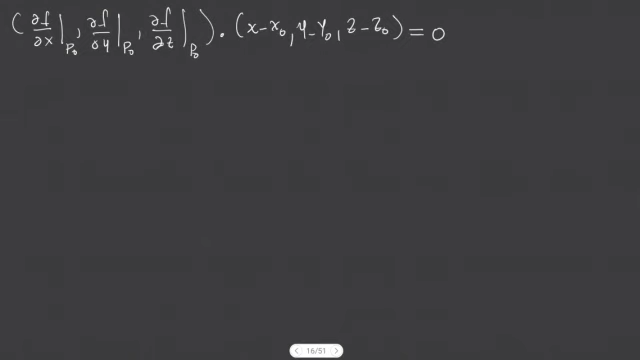 (∂f/∂x|P₀, ∂f/∂y|P₀, ∂f/∂z|P₀) · (x-x₀, y-y₀, z-z₀) = 0
16/51